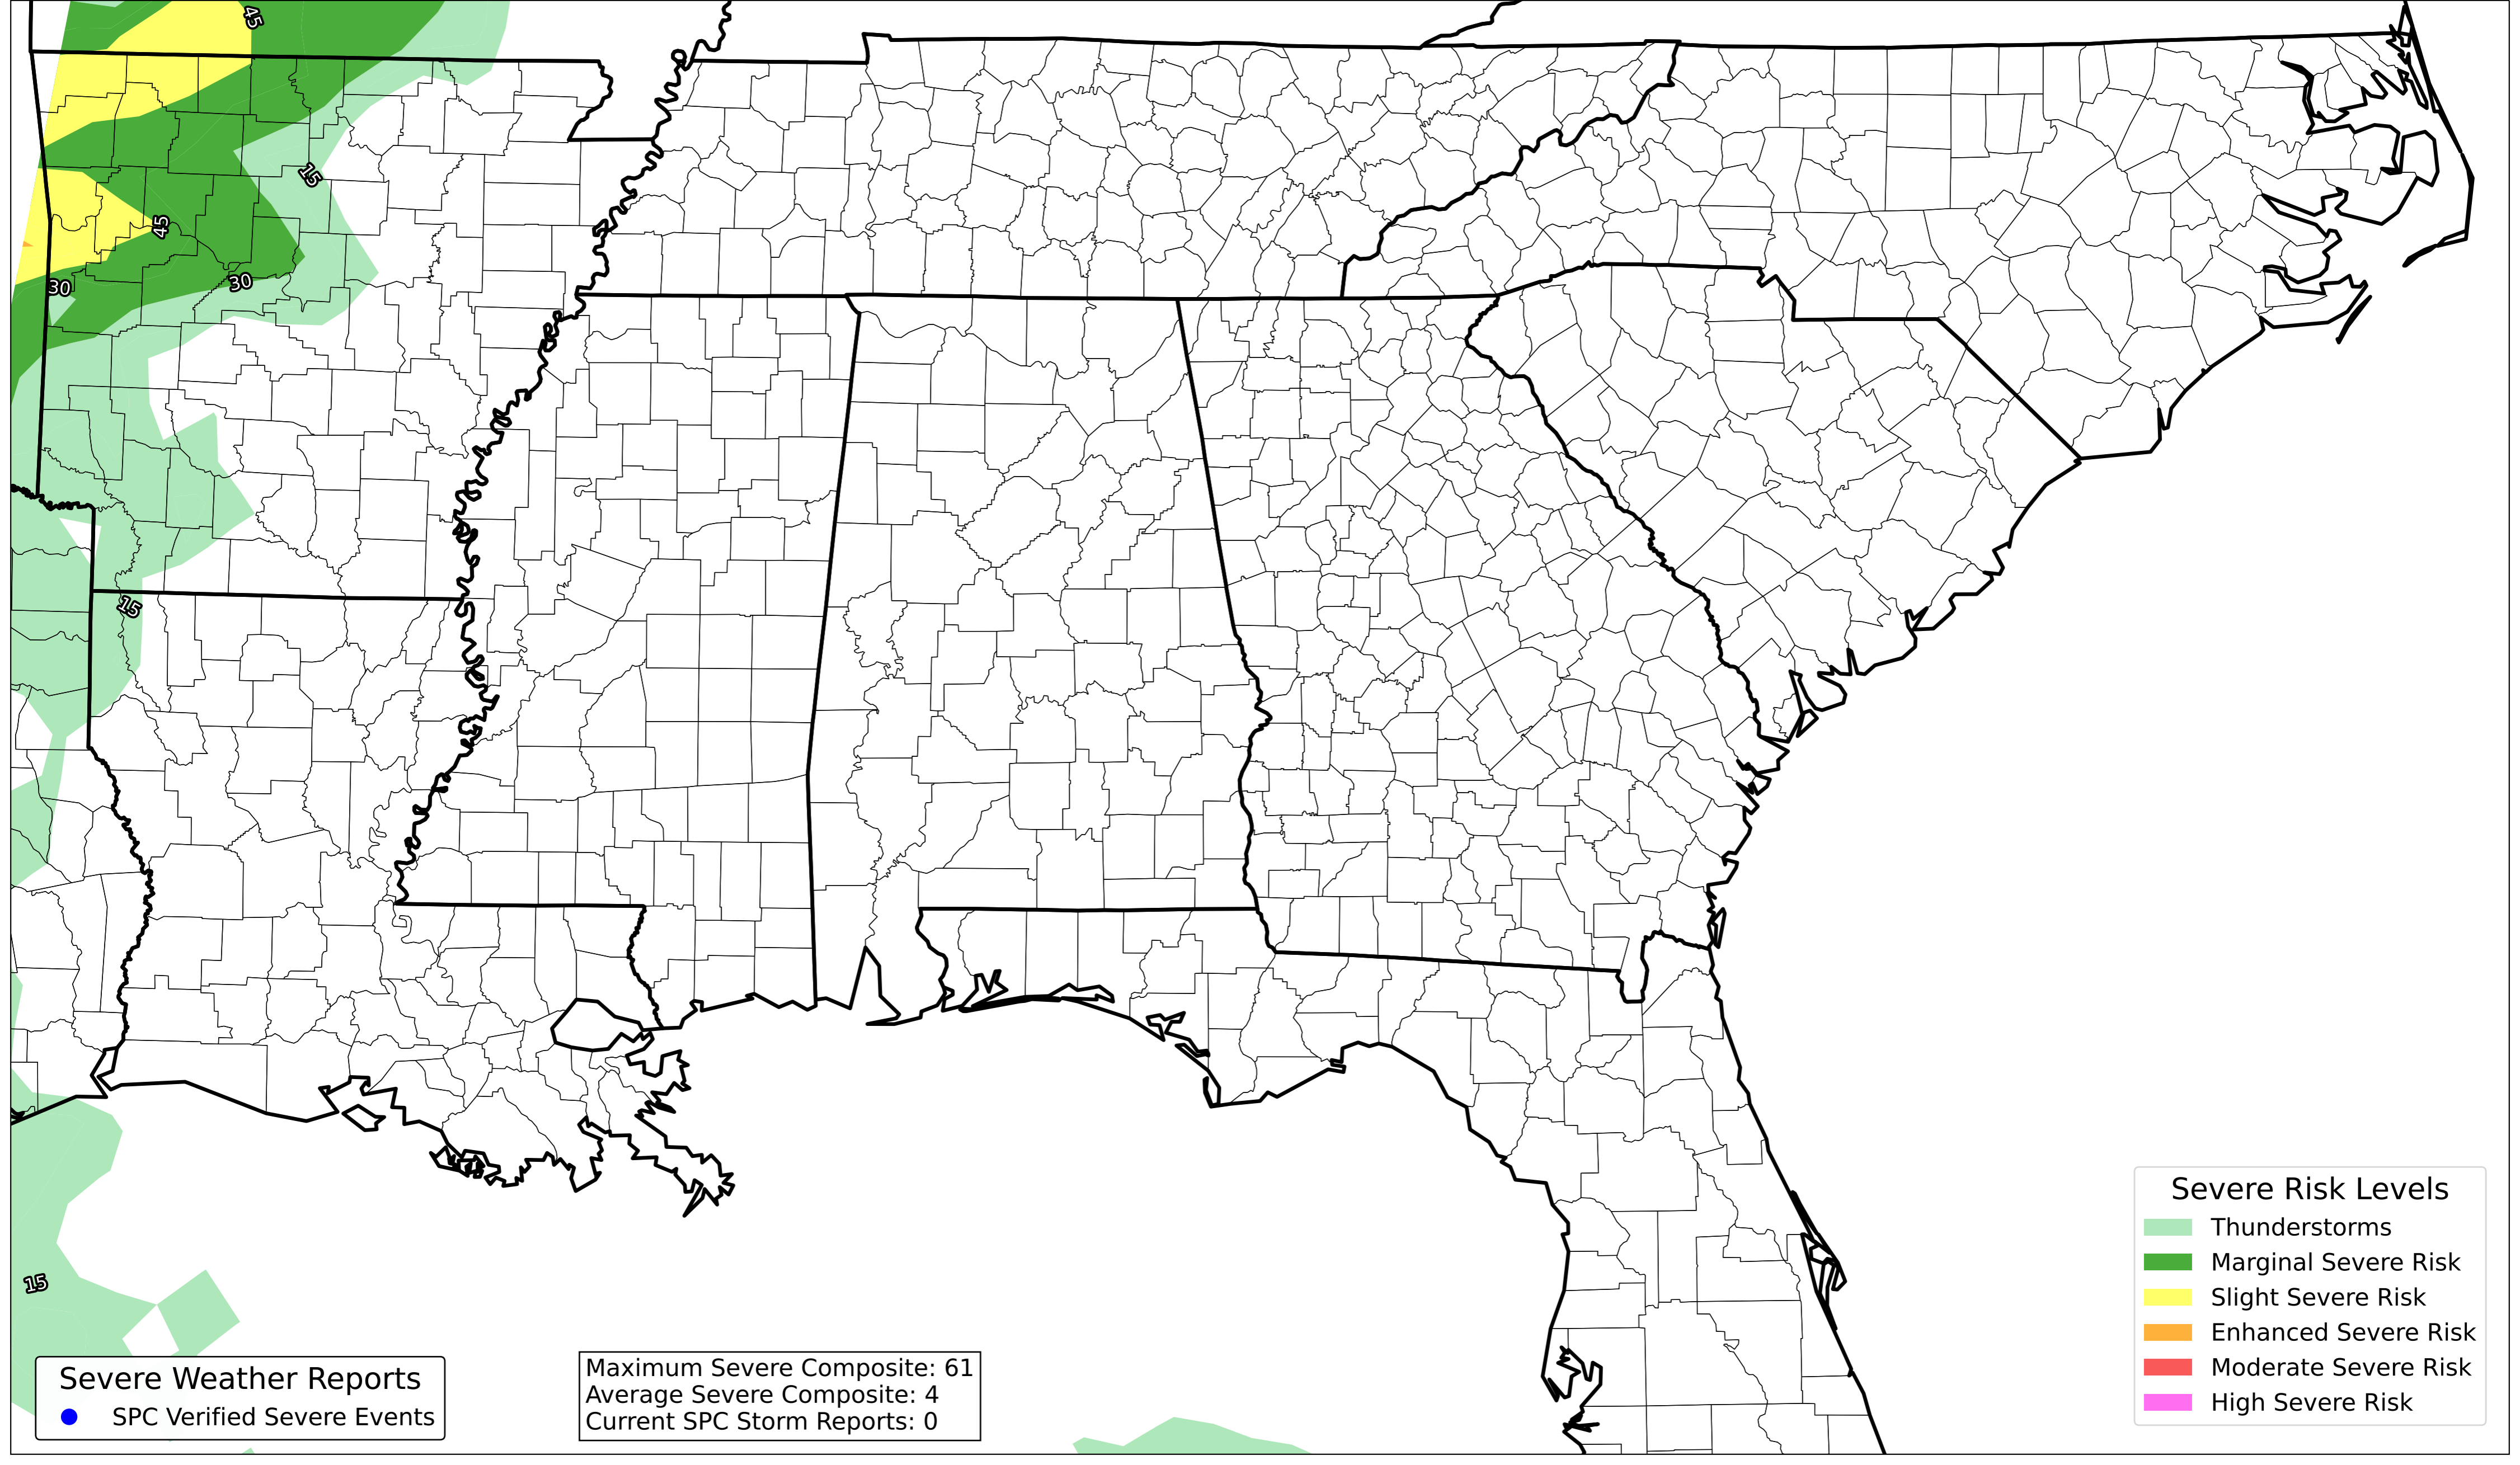 45
15
45
30
30
15
15
Severe Weather Reports
SPC Verified Severe Events
Maximum Severe Composite: 61
Average Severe Composite: 4
Current SPC Storm Reports: 0
Severe Risk Levels
Thunderstorms
Marginal Severe Risk
Slight Severe Risk
Enhanced Severe Risk
Moderate Severe Risk
High Severe Risk